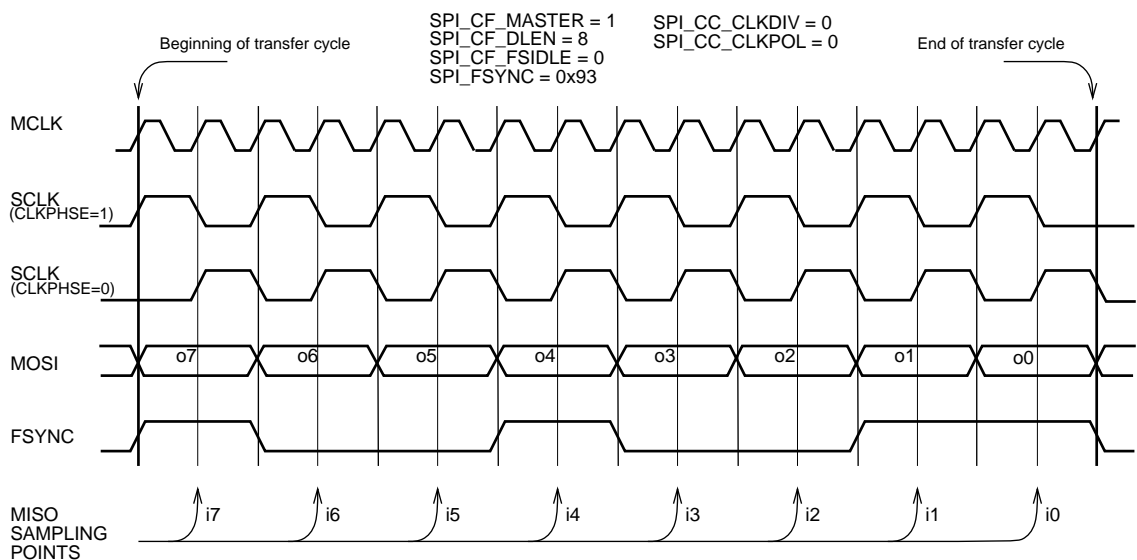 SPI_CF_MASTER = 1
SPI_CF_DLEN = 8
SPI_CF_FSIDLE = 0
SPI_FSYNC = 0x93
SPI_CC_CLKDIV = 0
SPI_CC_CLKPOL = 0
Beginning of transfer cycle
End of transfer cycle
MCLK
SCLK
(CLKPHSE=1)
SCLK
(CLKPHSE=0)
MOSI
o7 o6 o5 o4 o3 o2 o1 o0
FSYNC
MISO
SAMPLING
POINTS
i7 i6 i5 i4 i3 i2 i1 i0